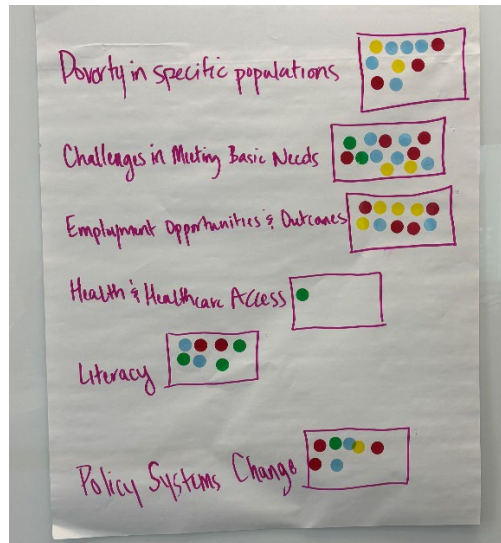 Poverty in specific populations
Challenges in Meeting Basic Needs
Employment Opportunities & Outcomes
Health & Healthcare Access
Literacy
Policy Systems Change